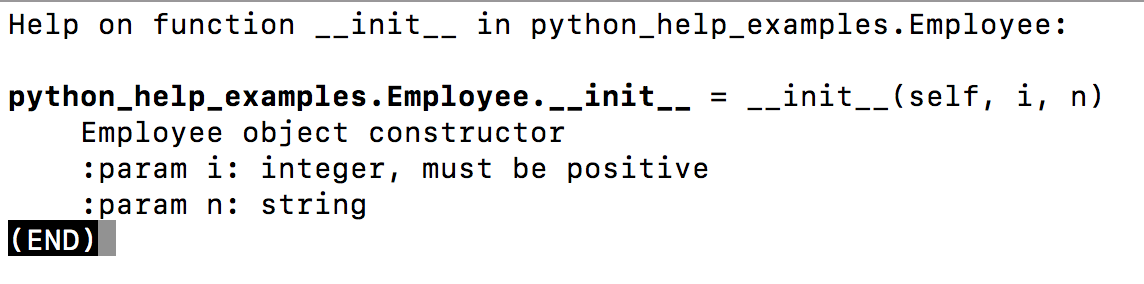 Help on function __init__ in python_help_examples.Employee:
python_help_examples.Employee.__init__ = __init__(self, i, n)
Employee object constructor
:param i: integer, must be positive
:param n: string
(END)